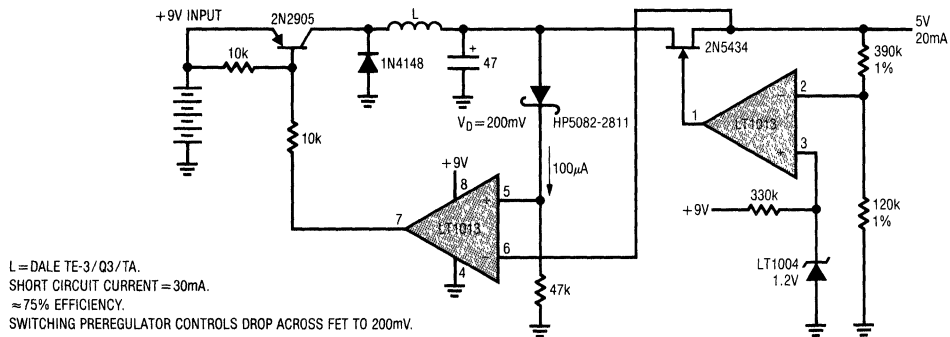 +9V INPUT
2N2905
L
10k
1N4148
+
47
10k
V_D = 200mV
HP5082-2811
100µA
+9V
8
7
LT1013
5
+
6
−
4
47k
2N5434
5V
20mA
390k
1%
1
LT1013
−
2
+
3
330k
+9V
120k
1%
LT1004
1.2V
L = DALE TE-3/Q3/TA.
SHORT CIRCUIT CURRENT = 30mA.
≈75% EFFICIENCY.
SWITCHING PREREGULATOR CONTROLS DROP ACROSS FET TO 200mV.